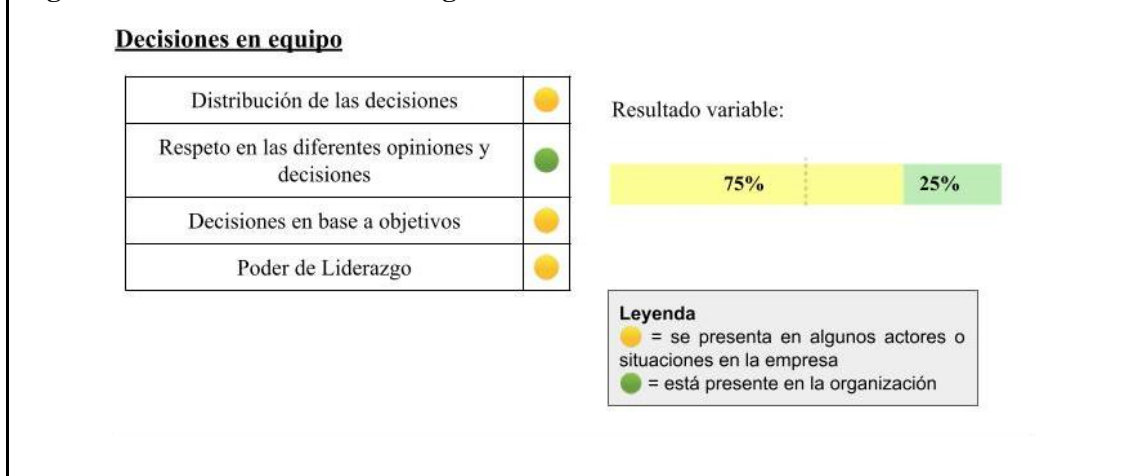 Decisiones en equipo
Distribución de las decisiones
Respeto en las diferentes opiniones y
decisiones
Decisiones en base a objetivos
Poder de Liderazgo
Resultado variable:
75% 25%
Leyenda
= se presenta en algunos actores o
situaciones en la empresa
= está presente en la organización